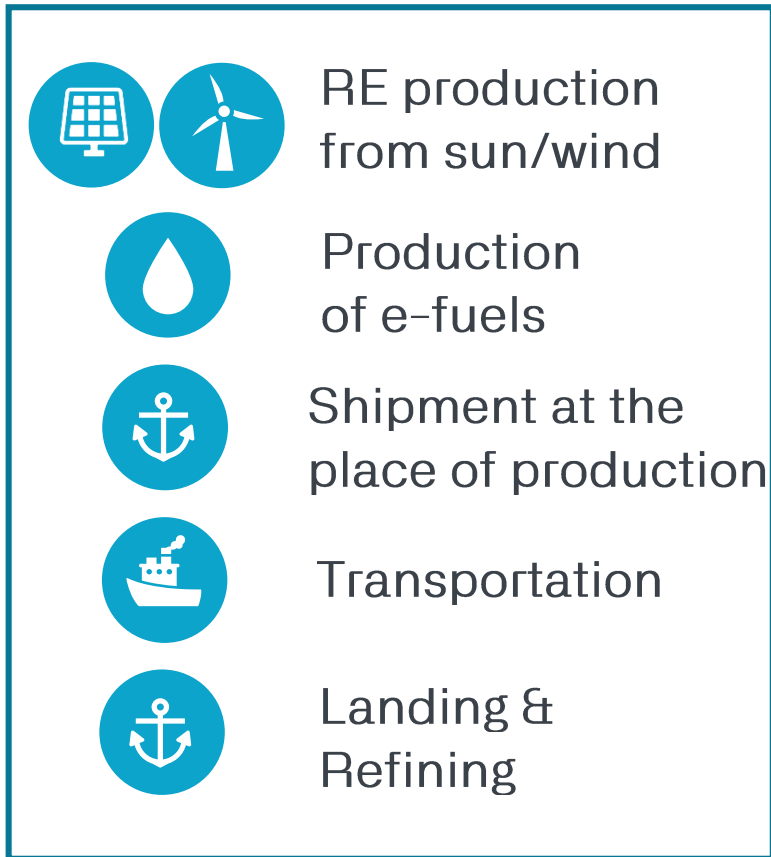 RE production
from sun/wind
Production
of e-fuels
Shipment at the
place of production
Transportation
Landing &
Refining